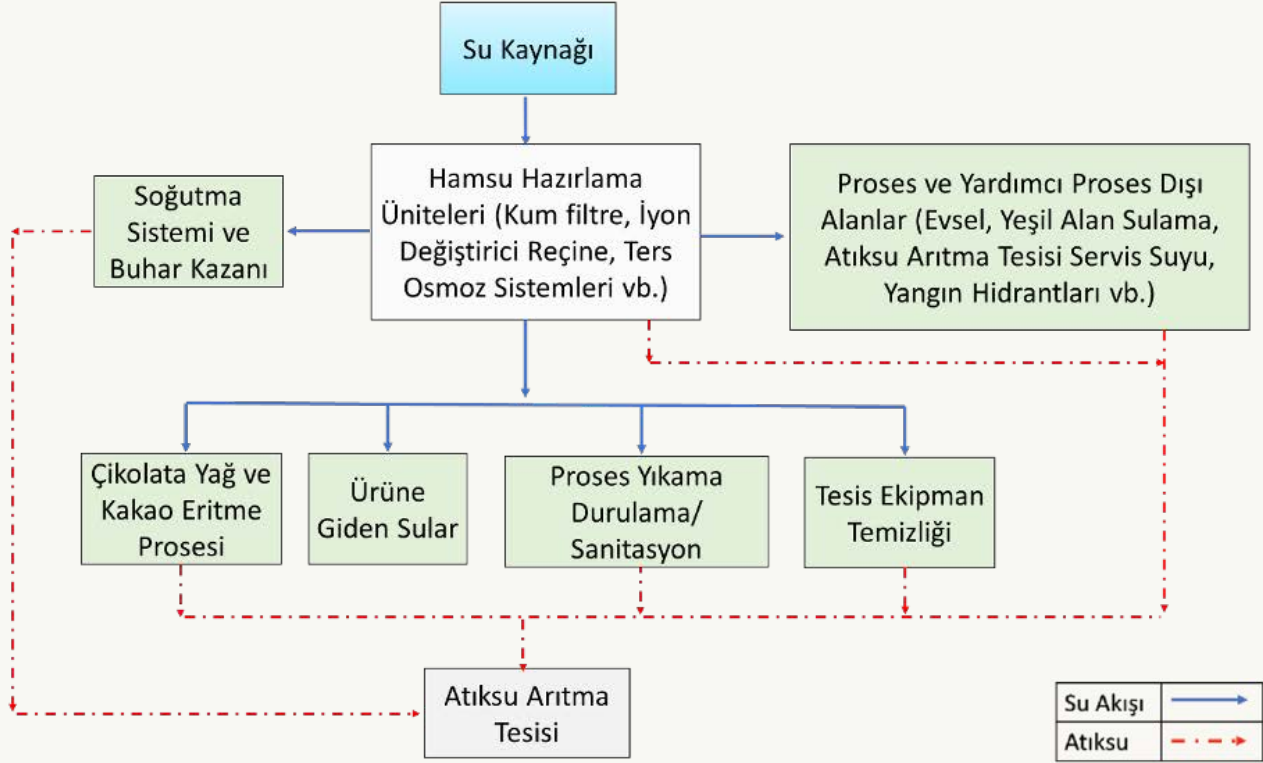 Su Kaynağı
Hamsu Hazırlama
Üniteleri (Kum filtre, İyon
Değiştirici Reçine, Ters
Osmoz Sistemleri vb.)
Soğutma
Sistemi ve
Buhar Kazanı
Proses ve Yardımcı Proses Dışı
Alanlar (Evsel, Yeşil Alan Sulama,
Atıksu Arıtma Tesisi Servis Suyu,
Yangın Hidrantları vb.)
Çikolata Yağ ve
Kakao Eritme
Prosesi
Ürüne
Giden Sular
Proses Yıkama
Durulama/
Sanitasyon
Tesis Ekipman
Temizliği
Atıksu Arıtma
Tesisi
Su Akışı
Atıksu